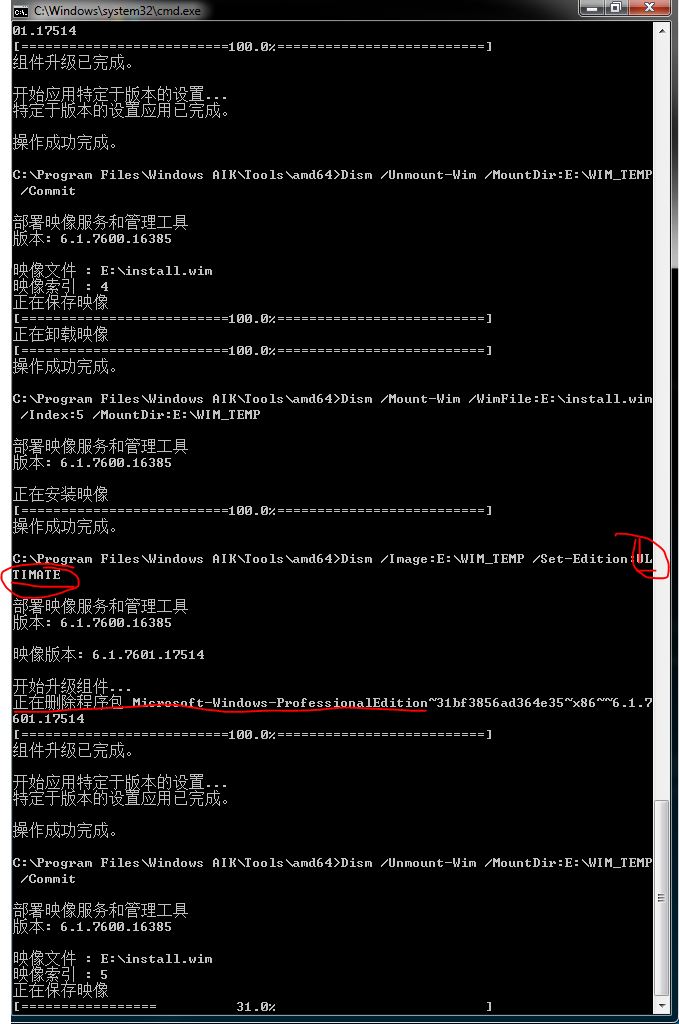 C:\Windows\system32\cmd.exe
01.17514
[==========================100.0%==========================]
组件升级已完成。
开始应用特定于版本的设置...
特定于版本的设置应用已完成。
操作成功完成。
C:\Program Files\Windows AIK\Tools\amd64>Dism /Unmount-Wim /MountDir:E:\WIM_TEMP
/Commit
部署映像服务和管理工具
版本: 6.1.7600.16385
映像文件 : E:\install.wim
映像索引 : 4
正在保存映像
[==========================100.0%==========================]
正在卸载映像
[==========================100.0%==========================]
操作成功完成。
C:\Program Files\Windows AIK\Tools\amd64>Dism /Mount-Wim /WimFile:E:\install.wim
/Index:5 /MountDir:E:\WIM_TEMP
部署映像服务和管理工具
版本: 6.1.7600.16385
正在安装映像
[==========================100.0%==========================]
操作成功完成。
C:\Program Files\Windows AIK\Tools\amd64>Dism /Image:E:\WIM_TEMP /Set-Edition:UL
TIMATE
部署映像服务和管理工具
版本: 6.1.7600.16385
映像版本: 6.1.7601.17514
开始升级组件...
正在删除程序包 Microsoft-Windows-ProfessionalEdition~31bf3856ad364e35~x86~~6.1.7
601.17514
[==========================100.0%==========================]
组件升级已完成。
开始应用特定于版本的设置...
特定于版本的设置应用已完成。
操作成功完成。
C:\Program Files\Windows AIK\Tools\amd64>Dism /Unmount-Wim /MountDir:E:\WIM_TEMP
/Commit
部署映像服务和管理工具
版本: 6.1.7600.16385
映像文件 : E:\install.wim
映像索引 : 5
正在保存映像
[=================          31.0%                          ]